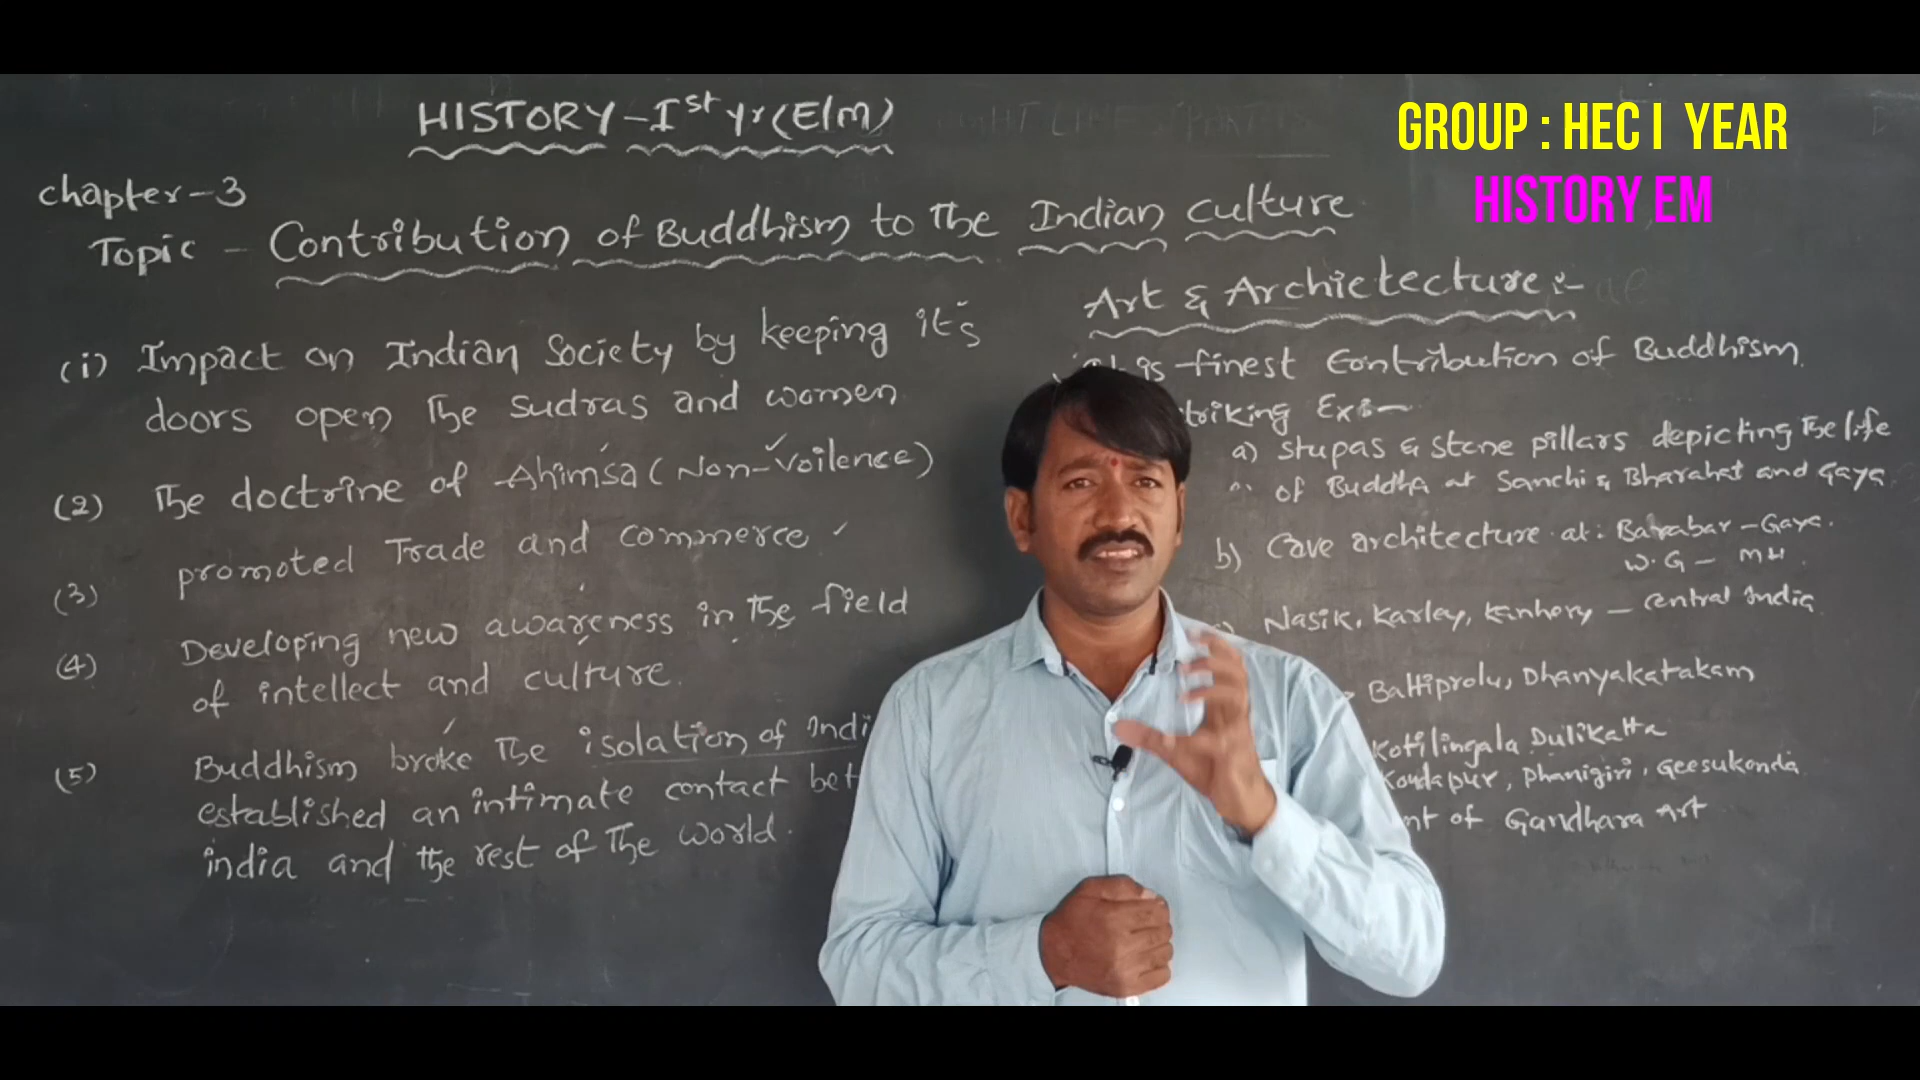 HISTORY-Ist yr(E/M)
GROUP : HEC I YEAR
HISTORY EM
chapter-3
Topic - Contribution of Buddhism to the Indian culture
(i) Impact on Indian Society by keeping it's
doors open the sudras and women
(2) The doctrine of Ahimsa (Non-Voilence)
promoted Trade and commerce
(3)
Developing new awareness in the field
(4)
of intellect and culture.
(5) Buddhism broke the isolation of Indi
established an intimate contact bet
india and the rest of the world.
Art & Archietecture :-
is finest Contribution of Buddhism
triking Ex:-
a) Stupas & Stone pillars depicting the life
of Buddha at Sanchi & Bharahat and Gaya
b) Cave architecture at: Barabar-Gaya.
W.G - MH
Nasik, Karley, Kanhery - central india
Battiprolu, Dhanyakatakam
Kotilingala Dulikatta
Kondapur, Phanigiri, Geesukonda
nt of Gandhara Art